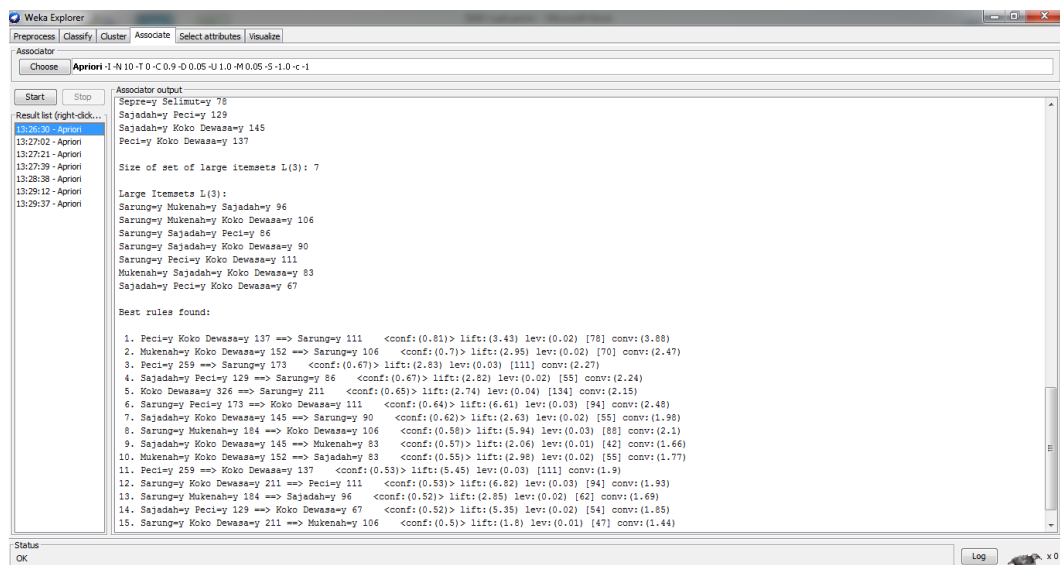 Weka Explorer
Preprocess Classify Cluster Associate Select attributes Visualize
Associator
Choose Apriori -I -N 10 -T 0 -C 0.9 -D 0.05 -U 1.0 -M 0.05 -S -1.0 -c -1
Start Stop
Result list (right-click...
13:26:30 - Apriori
13:27:02 - Apriori
13:27:21 - Apriori
13:27:39 - Apriori
13:28:38 - Apriori
13:29:12 - Apriori
13:29:37 - Apriori
Associator output
Sepre=y Selimut=y 78
Sajadah=y Peci=y 129
Sajadah=y Koko Dewasa=y 145
Peci=y Koko Dewasa=y 137
Size of set of large itemsets L(3): 7
Large Itemsets L(3):
Sarung=y Mukenah=y Sajadah=y 96
Sarung=y Mukenah=y Koko Dewasa=y 106
Sarung=y Sajadah=y Peci=y 86
Sarung=y Sajadah=y Koko Dewasa=y 90
Sarung=y Peci=y Koko Dewasa=y 111
Mukenah=y Sajadah=y Koko Dewasa=y 83
Sajadah=y Peci=y Koko Dewasa=y 67
Best rules found:
1. Peci=y Koko Dewasa=y 137 ==> Sarung=y 111 <conf:(0.81)> lift:(3.43) lev:(0.02) [78] conv:(3.88)
2. Mukenah=y Koko Dewasa=y 152 ==> Sarung=y 106 <conf:(0.7)> lift:(2.95) lev:(0.02) [70] conv:(2.47)
3. Peci=y 259 ==> Sarung=y 173 <conf:(0.67)> lift:(2.83) lev:(0.03) [111] conv:(2.27)
4. Sajadah=y Peci=y 129 ==> Sarung=y 86 <conf:(0.67)> lift:(2.82) lev:(0.02) [55] conv:(2.24)
5. Koko Dewasa=y 326 ==> Sarung=y 211 <conf:(0.65)> lift:(2.74) lev:(0.04) [134] conv:(2.15)
6. Sarung=y Peci=y 173 ==> Koko Dewasa=y 111 <conf:(0.64)> lift:(6.61) lev:(0.03) [94] conv:(2.48)
7. Sajadah=y Koko Dewasa=y 145 ==> Sarung=y 90 <conf:(0.62)> lift:(2.63) lev:(0.02) [55] conv:(1.98)
8. Sarung=y Mukenah=y 184 ==> Koko Dewasa=y 106 <conf:(0.58)> lift:(5.94) lev:(0.03) [88] conv:(2.1)
9. Sajadah=y Koko Dewasa=y 145 ==> Mukenah=y 83 <conf:(0.57)> lift:(2.06) lev:(0.01) [42] conv:(1.66)
10. Mukenah=y Koko Dewasa=y 152 ==> Sajadah=y 83 <conf:(0.55)> lift:(2.98) lev:(0.02) [55] conv:(1.77)
11. Peci=y 259 ==> Koko Dewasa=y 137 <conf:(0.53)> lift:(5.45) lev:(0.03) [111] conv:(1.9)
12. Sarung=y Koko Dewasa=y 211 ==> Peci=y 111 <conf:(0.53)> lift:(6.82) lev:(0.03) [94] conv:(1.93)
13. Sarung=y Mukenah=y 184 ==> Sajadah=y 96 <conf:(0.52)> lift:(2.85) lev:(0.02) [62] conv:(1.69)
14. Sajadah=y Peci=y 129 ==> Koko Dewasa=y 67 <conf:(0.52)> lift:(5.35) lev:(0.02) [54] conv:(1.85)
15. Sarung=y Koko Dewasa=y 211 ==> Mukenah=y 106 <conf:(0.5)> lift:(1.8) lev:(0.01) [47] conv:(1.44)
Status
OK
Log
x 0